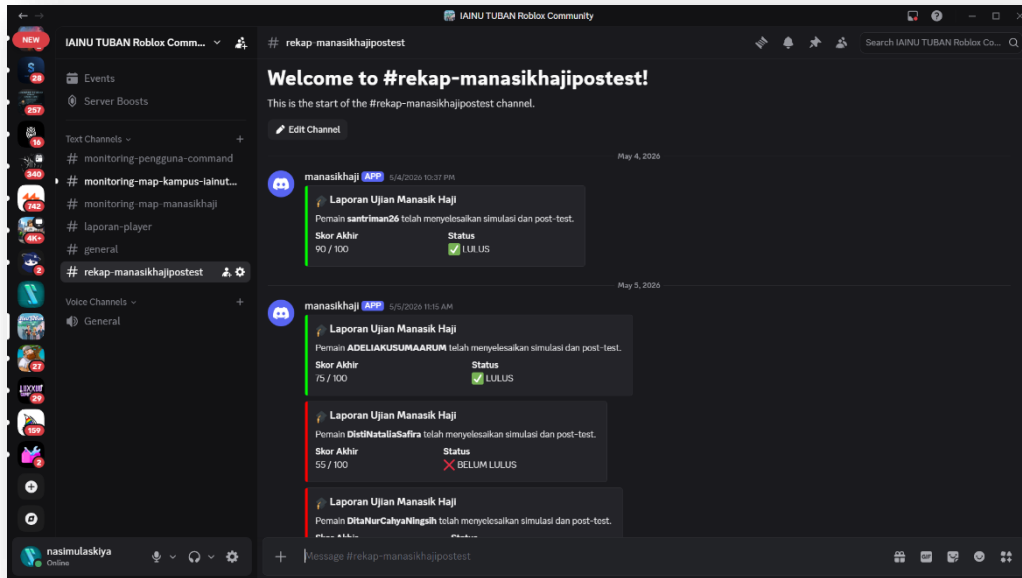 IAINU TUBAN Roblox Community
NEW
IAINU TUBAN Roblox Comm...
# rekap-manasikhajipostest
Search IAINU TUBAN Roblox Co...
28
257
16
340
742
4K+
2
27
29
159
2
Events
Server Boosts
Text Channels
# monitoring-pengguna-command
# monitoring-map-kampus-iainut...
# monitoring-map-manasikhaji
# laporan-player
# general
# rekap-manasikhajipostest
Voice Channels
General
nasimulaskiya
Online
Welcome to #rekap-manasikhajipostest!
This is the start of the #rekap-manasikhajipostest channel.
Edit Channel
May 4, 2026
manasikhaji APP 5/4/2026 10:37 PM
Laporan Ujian Manasik Haji
Pemain santriman26 telah menyelesaikan simulasi dan post-test.
Skor Akhir Status
90 / 100 ✅ LULUS
May 5, 2026
manasikhaji APP 5/5/2026 11:15 AM
Laporan Ujian Manasik Haji
Pemain ADELIAKUSUMAARUM telah menyelesaikan simulasi dan post-test.
Skor Akhir Status
75 / 100 ✅ LULUS
Laporan Ujian Manasik Haji
Pemain DistiNataliaSafira telah menyelesaikan simulasi dan post-test.
Skor Akhir Status
55 / 100 ❌ BELUM LULUS
Laporan Ujian Manasik Haji
Pemain DitaNurCahyaNingsih telah menyelesaikan simulasi dan post-test.
Skor Akhir Status
Message #rekap-manasikhajipostest
GIF